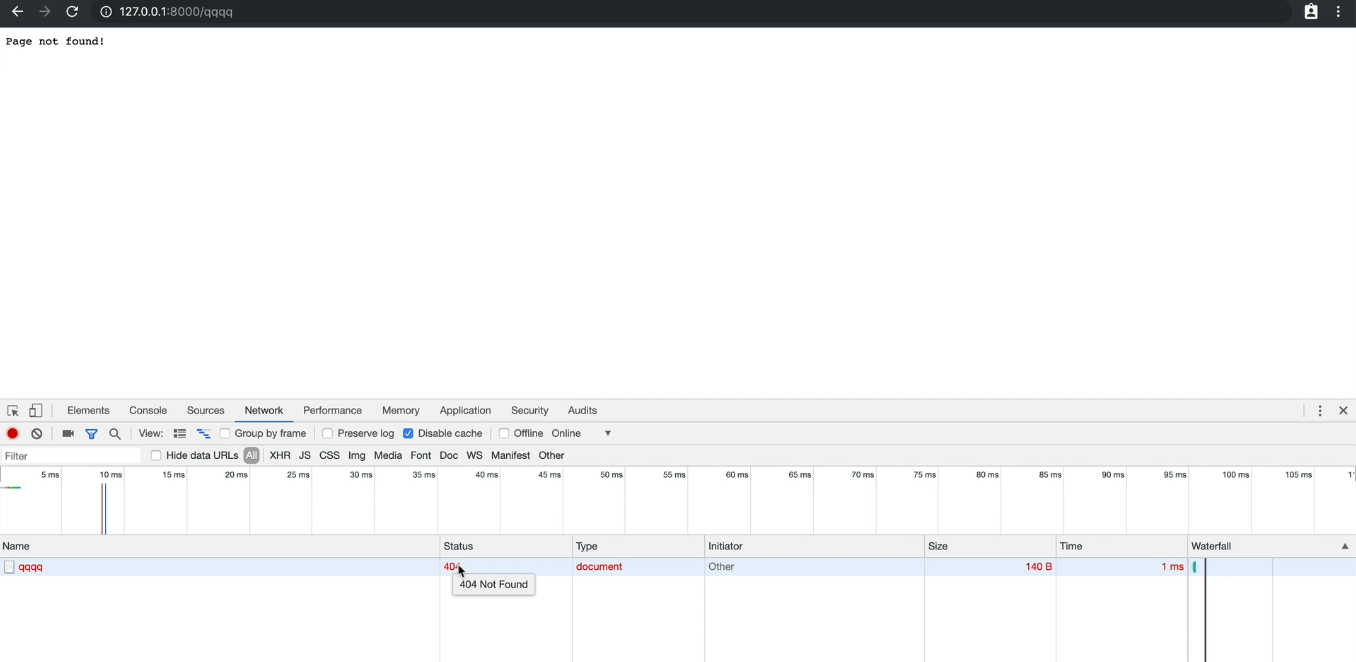 127.0.0.1:8000/qqqq
Page not found!
Elements Console Sources Network Performance Memory Application Security Audits
View: Group by frame Preserve log Disable cache Offline Online
Filter Hide data URLs All XHR JS CSS Img Media Font Doc WS Manifest Other
5 ms 10 ms 15 ms 20 ms 25 ms 30 ms 35 ms 40 ms 45 ms 50 ms 55 ms 60 ms 65 ms 70 ms 75 ms 80 ms 85 ms 90 ms 95 ms 100 ms 105 ms
Name Status Type Initiator Size Time Waterfall
qqqq 404 document Other 140 B 1 ms
404 Not Found